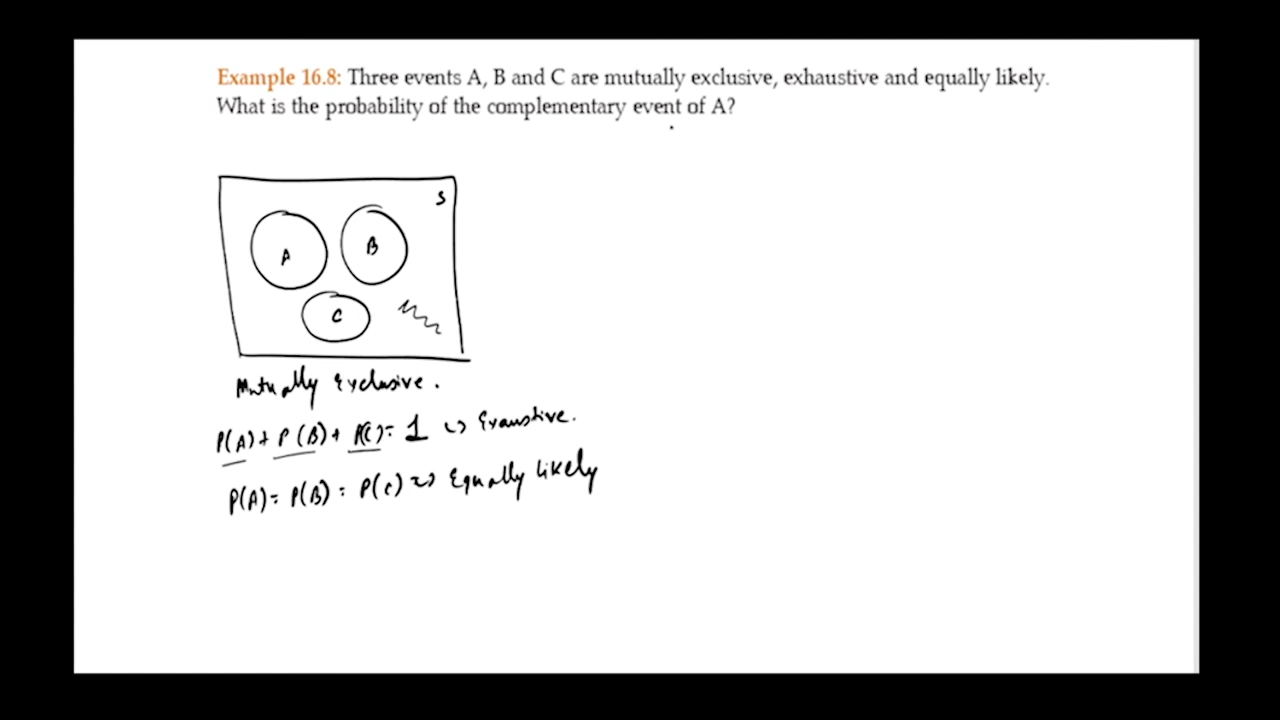 Example 16.8: Three events A, B and C are mutually exclusive, exhaustive and equally likely.
What is the probability of the complementary event of A?
S
A
B
C
Mutually Exclusive.
P(A) + P(B) + P(C) = 1 Exaustive.
P(A) = P(B) = P(C) Equally Likely